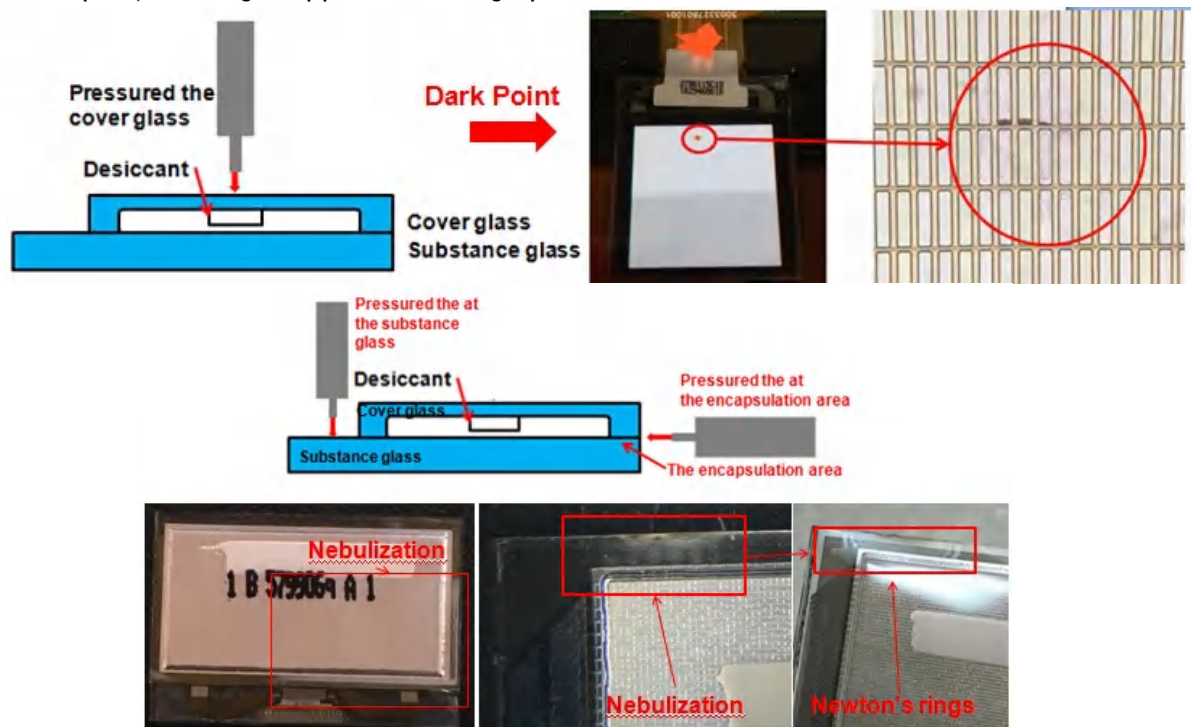 Pressured the
cover glass
Desiccant
Cover glass
Substance glass
Dark Point
Pressured the at
the substance
glass
Desiccant
Cover glass
Substance glass
Pressured the at
the encapsulation area
The encapsulation area
Nebulization
1 B 579906q A 1
Nebulization
Newton's rings